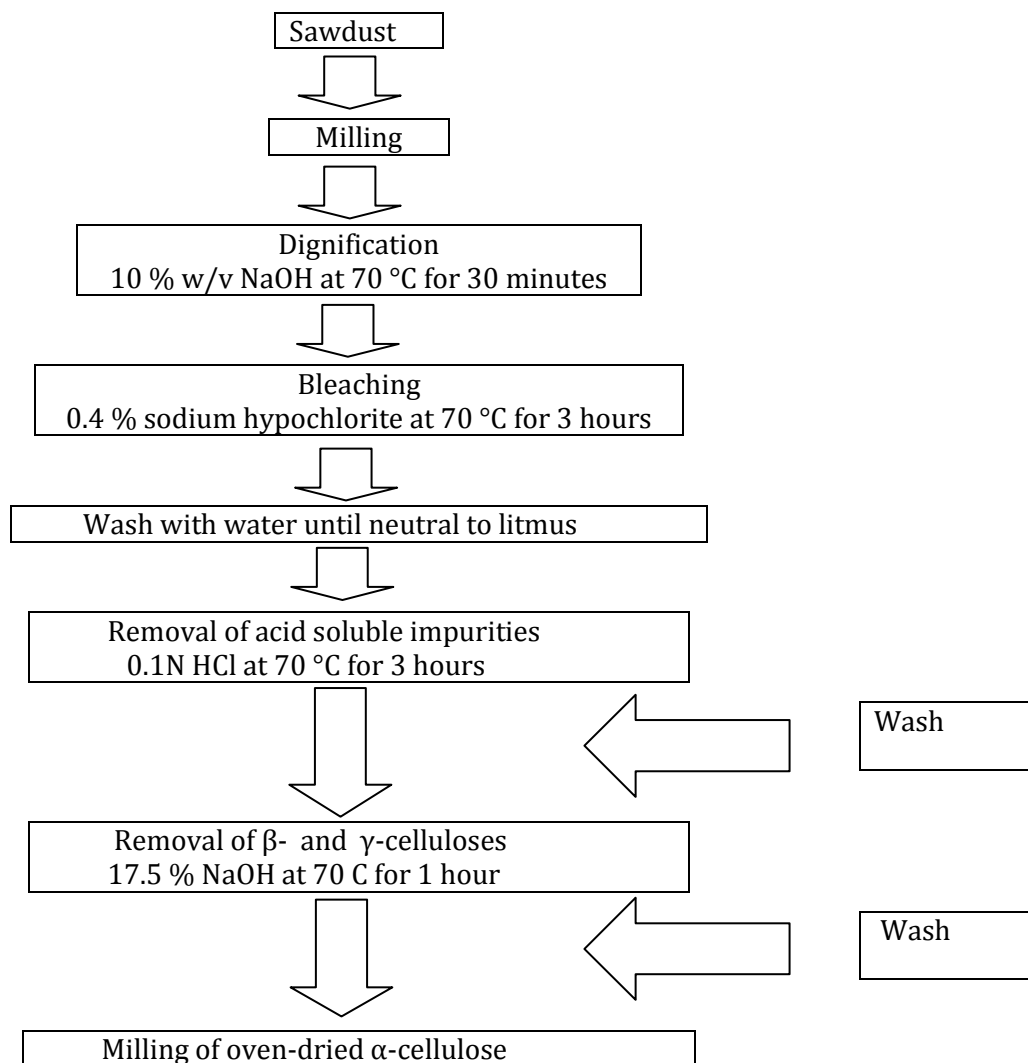 Sawdust
Milling
Dignification
10 % w/v NaOH at 70 °C for 30 minutes
Bleaching
0.4 % sodium hypochlorite at 70 °C for 3 hours
Wash with water until neutral to litmus
Removal of acid soluble impurities
0.1N HCl at 70 °C for 3 hours
Wash
Removal of β- and γ-celluloses
17.5 % NaOH at 70 C for 1 hour
Wash
Milling of oven-dried α-cellulose